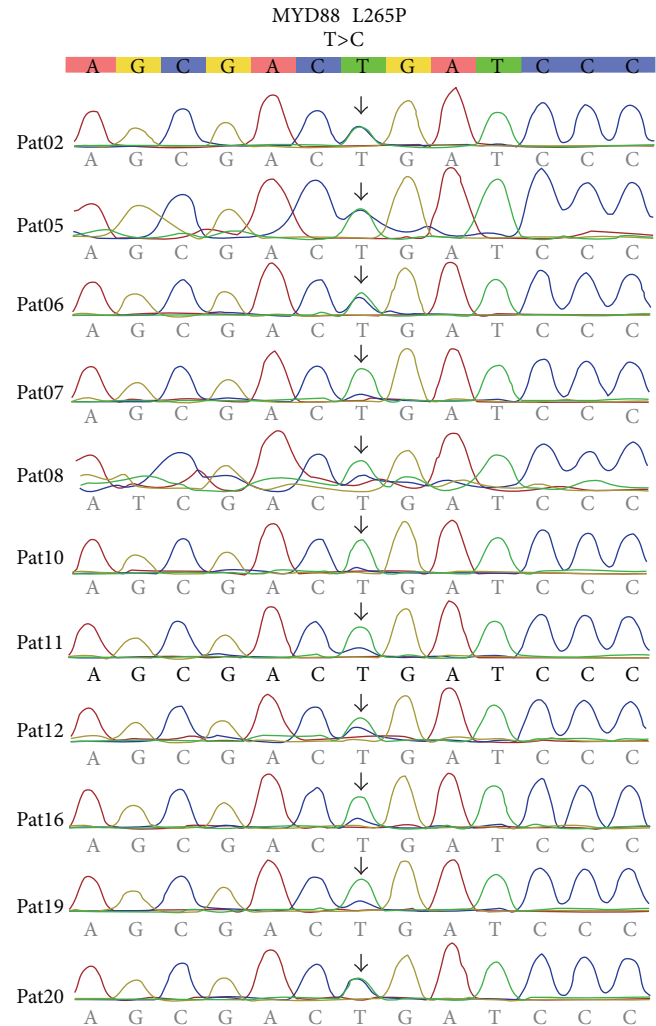 MYD88 L265P
T>C
A G C G A C T G A T C C C
Pat02
A G C G A C T G A T C C C
Pat05
A G C G A C T G A T C C C
Pat06
A G C G A C T G A T C C C
Pat07
A G C G A C T G A T C C C
Pat08
A T C G A C T G A T C C C
Pat10
A G C G A C T G A T C C C
Pat11
A G C G A C T G A T C C C
Pat12
A G C G A C T G A T C C C
Pat16
A G C G A C T G A T C C C
Pat19
A G C G A C T G A T C C C
Pat20
A G C G A C T G A T C C C